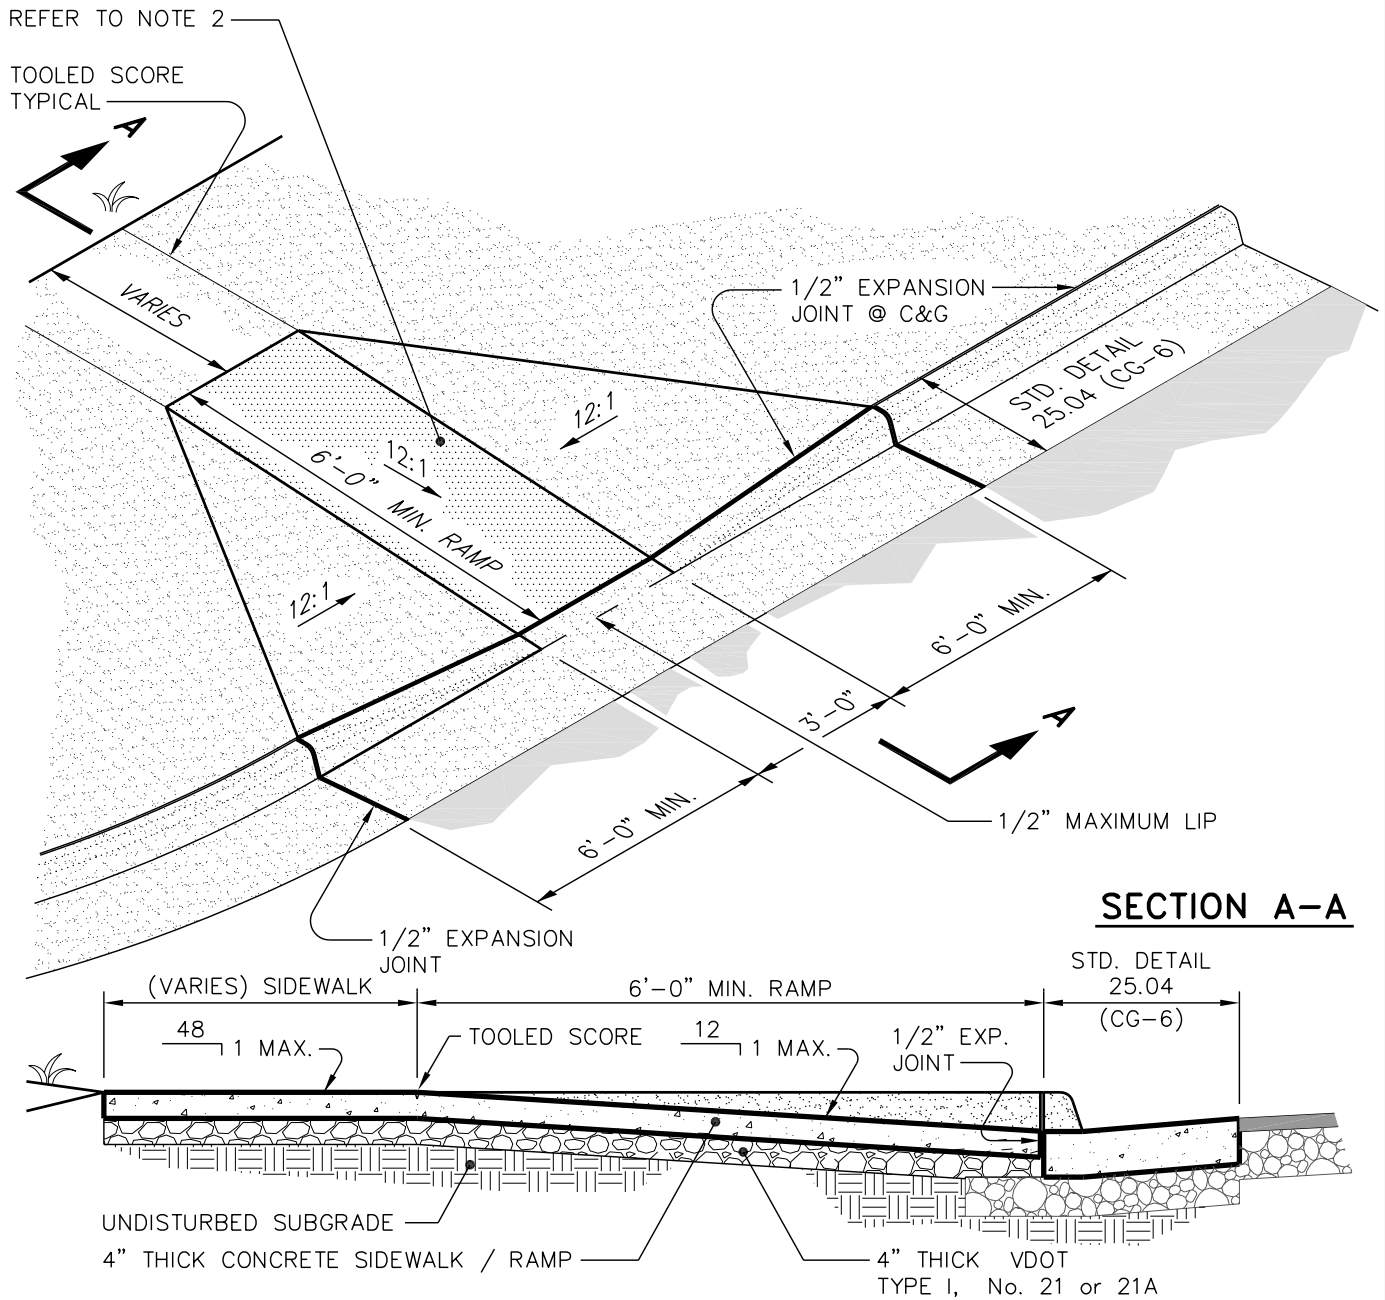 REFER TO NOTE 2
TOOLED SCORE
TYPICAL
A
VARIES
1/2" EXPANSION
JOINT @ C&G
STD. DETAIL
25.04 (CG-6)
12:1
12:1
6'-0" MIN. RAMP
12:1
6'-0" MIN.
3'-0"
A
6'-0" MIN.
1/2" MAXIMUM LIP
1/2" EXPANSION
JOINT
SECTION A-A
(VARIES) SIDEWALK
6'-0" MIN. RAMP
STD. DETAIL
25.04
(CG-6)
48
1 MAX.
TOOLED SCORE
12
1 MAX.
1/2" EXP.
JOINT
UNDISTURBED SUBGRADE
4" THICK CONCRETE SIDEWALK / RAMP
4" THICK VDOT
TYPE I, No. 21 or 21A